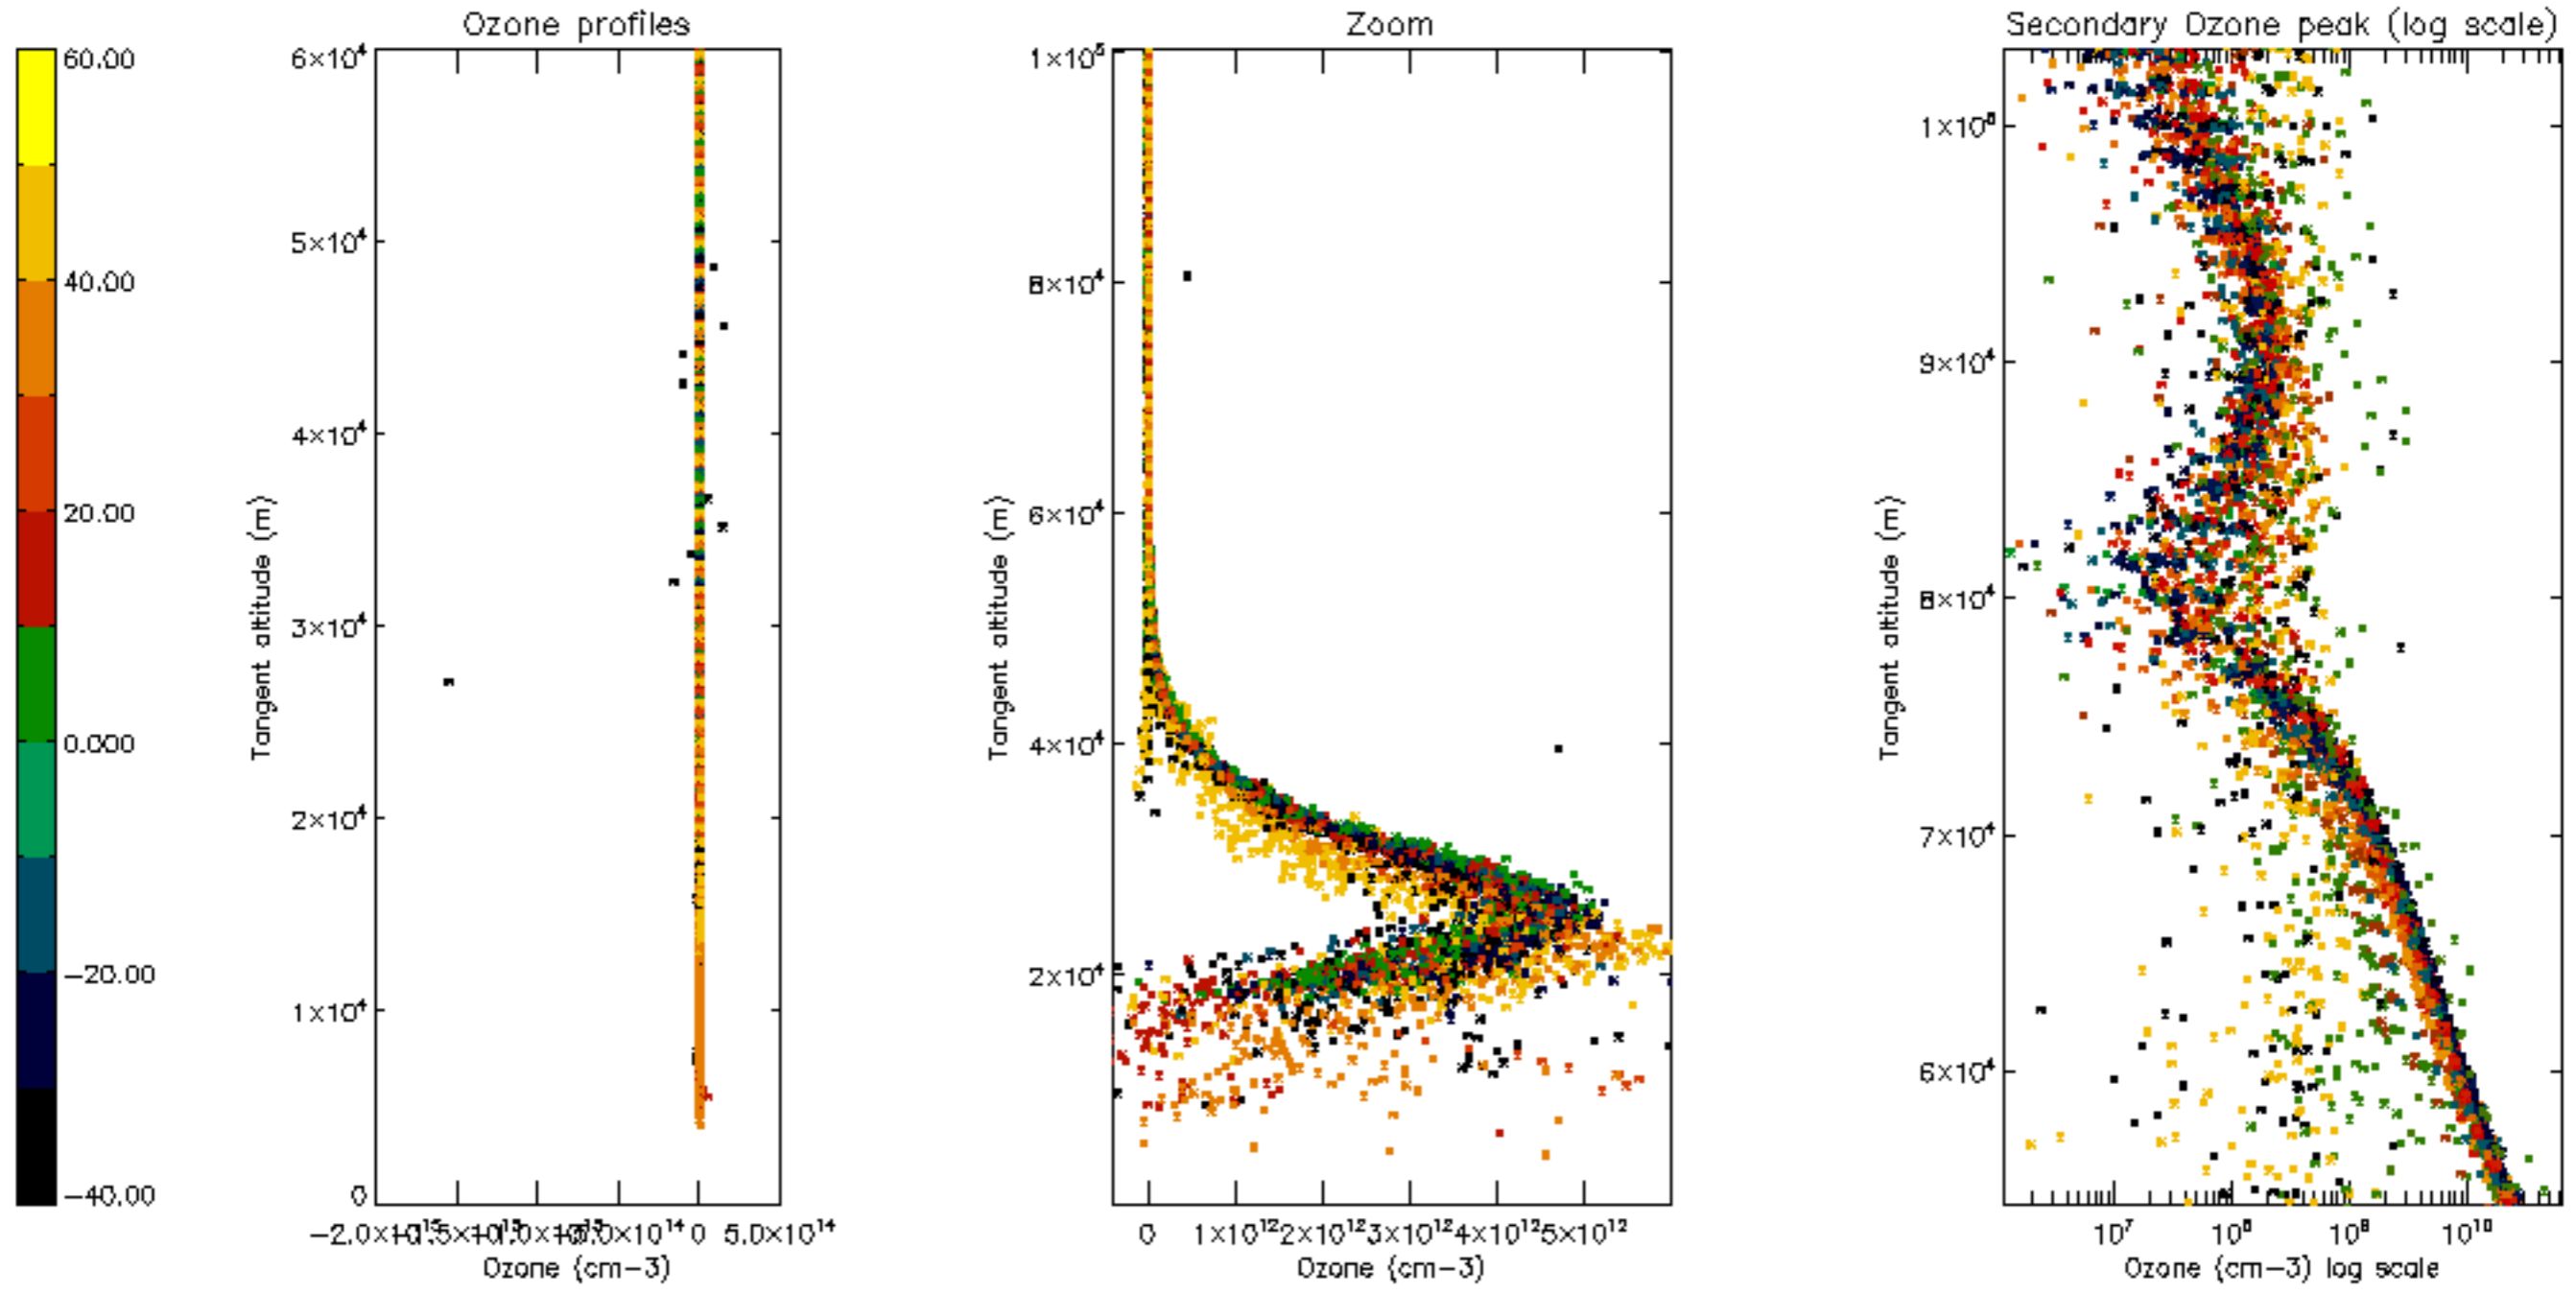 Ozone profiles
Zoom
Secondary Ozone peak (log scale)
60.00
40.00
20.00
0.000
−20.00
−40.00
Tangent altitude (m)
6×10⁴
5×10⁴
4×10⁴
3×10⁴
2×10⁴
1×10⁴
0
0 5.0×10¹⁴
Ozone (cm−3)
Tangent altitude (m)
1×10⁵
8×10⁴
6×10⁴
4×10⁴
2×10⁴
0 1×10¹² 2×10¹² 3×10¹² 4×10¹² 5×10¹²
Ozone (cm−3)
Tangent altitude (m)
1×10⁵
9×10⁴
8×10⁴
7×10⁴
6×10⁴
10⁷ 10⁸ 10⁹ 10¹⁰
Ozone (cm−3) log scale